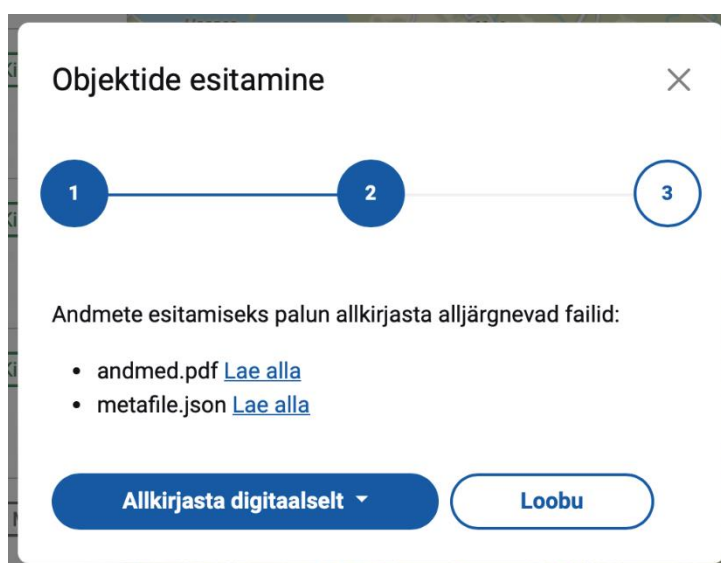 Objektide esitamine
1
2
3
Andmete esitamiseks palun allkirjasta alljärgnevad failid:
• andmed.pdf Lae alla
• metafile.json Lae alla
Allkirjasta digitaalselt
Loobu